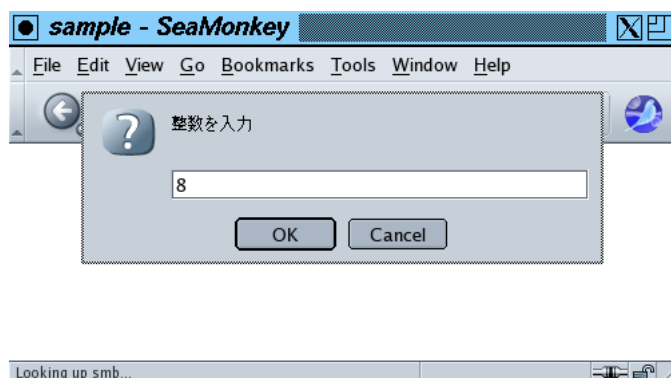 sample - SeaMonkey
File Edit View Go Bookmarks Tools Window Help
整数を入力
8
OK Cancel
Looking up smb...